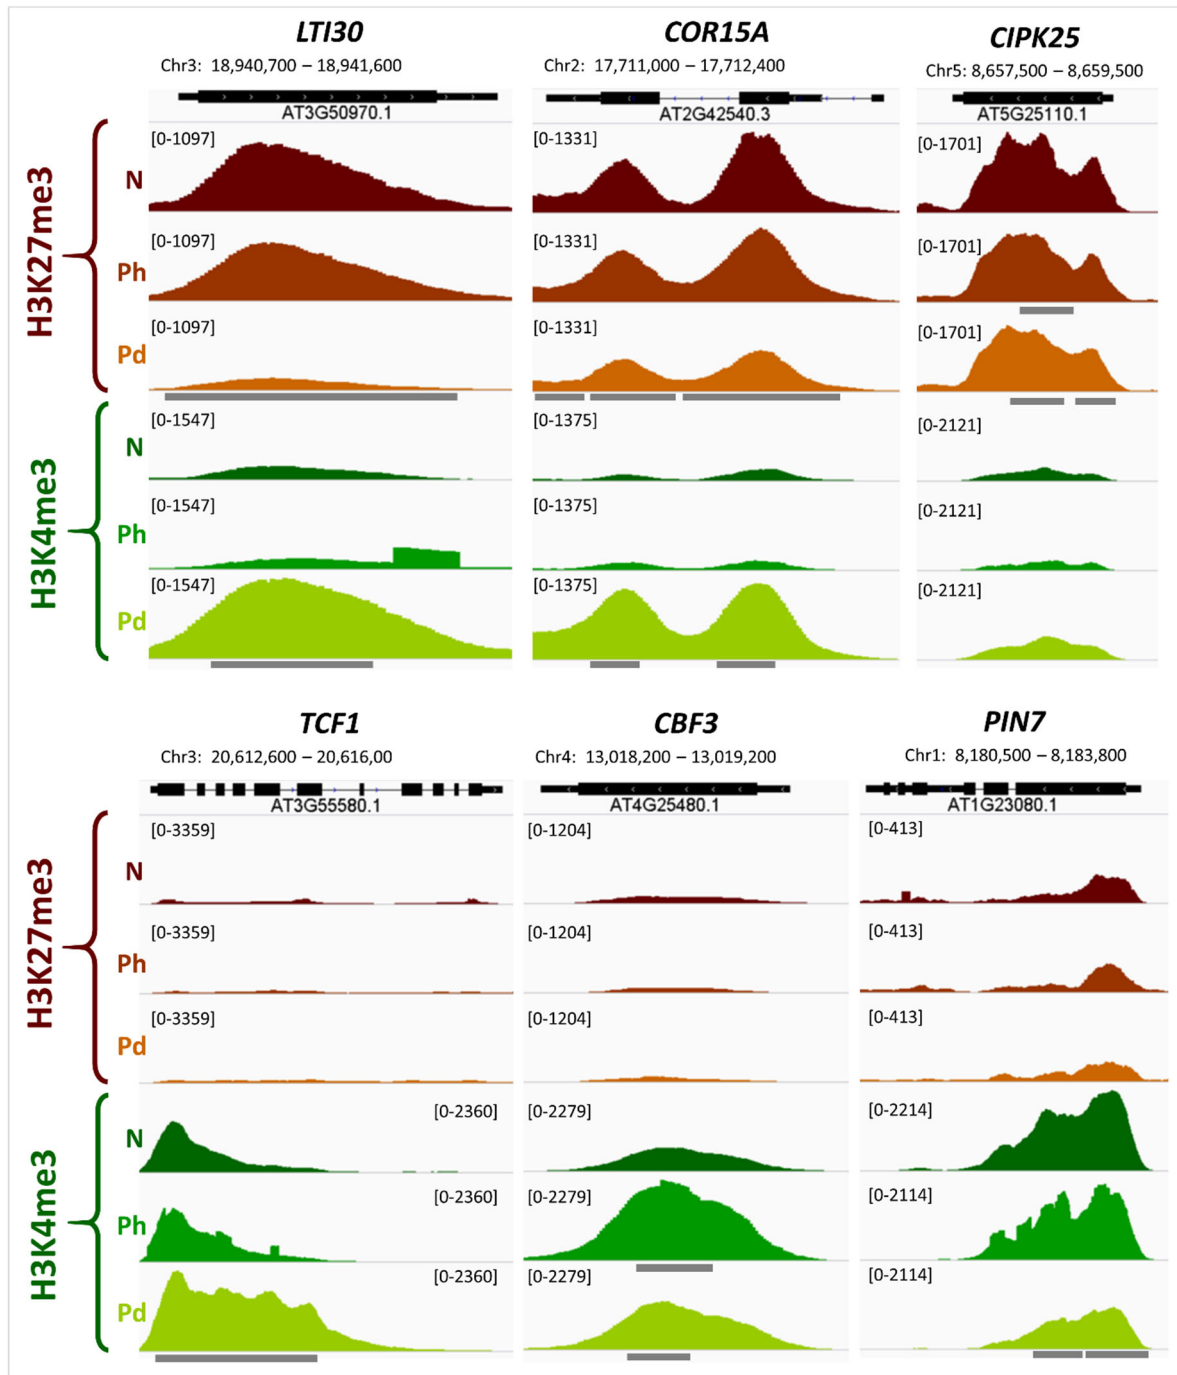 LTI30 COR15A CIPK25
Chr3: 18,940,700 – 18,941,600 Chr2: 17,711,000 – 17,712,400 Chr5: 8,657,500 – 8,659,500
AT3G50970.1 AT2G42540.3 AT5G25110.1
H3K27me3
N [0-1097] [0-1331] [0-1701]
Ph [0-1097] [0-1331] [0-1701]
Pd [0-1097] [0-1331] [0-1701]
H3K4me3
N [0-1547] [0-1375] [0-2121]
Ph [0-1547] [0-1375] [0-2121]
Pd [0-1547] [0-1375] [0-2121]
TCF1 CBF3 PIN7
Chr3: 20,612,600 – 20,616,00 Chr4: 13,018,200 – 13,019,200 Chr1: 8,180,500 – 8,183,800
AT3G55580.1 AT4G25480.1 AT1G23080.1
H3K27me3
N [0-3359] [0-1204] [0-413]
Ph [0-3359] [0-1204] [0-413]
Pd [0-3359] [0-1204] [0-413]
H3K4me3
N [0-2360] [0-2279] [0-2214]
Ph [0-2360] [0-2279] [0-2114]
Pd [0-2360] [0-2279] [0-2114]